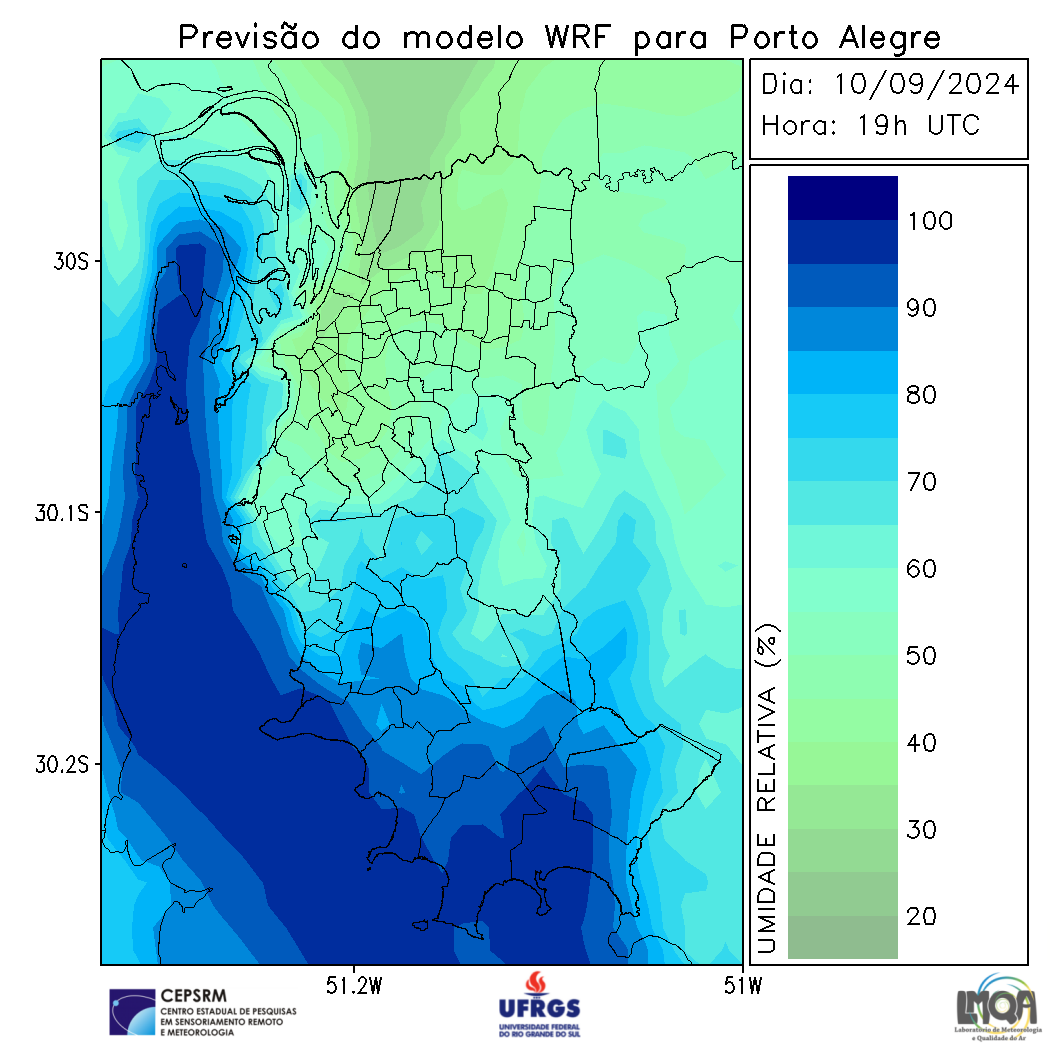 Previsão do modelo WRF para Porto Alegre
Dia: 10/09/2024
Hora: 19h UTC
100
90
80
70
60
50
40
30
20
UMIDADE RELATIVA (%)
30S
30.1S
30.2S
51.2W
51W
CEPSRM
CENTRO ESTADUAL DE PESQUISAS
EM SENSORIAMENTO REMOTO
E METEOROLOGIA
UFRGS
UNIVERSIDADE FEDERAL
DO RIO GRANDE DO SUL
LMQA
Laboratório de Meteorologia
e Qualidade do Ar